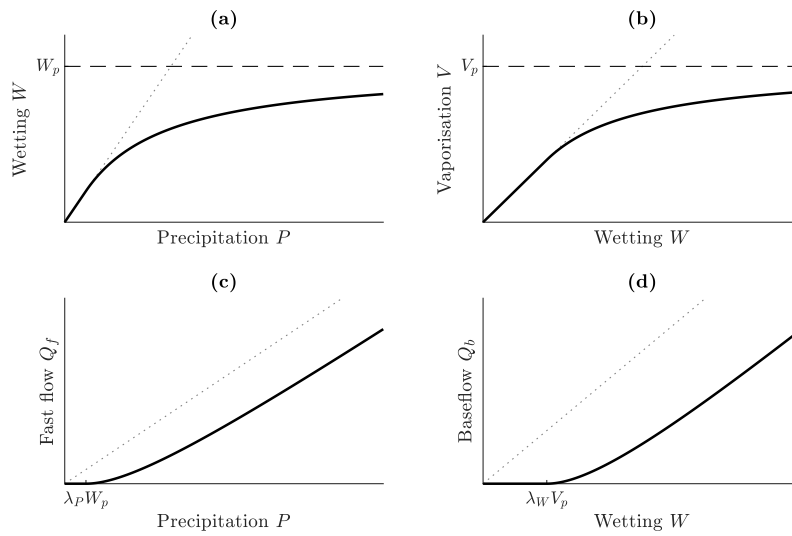 (a)
Wetting W
W_p
Precipitation P
(b)
Vaporisation V
V_p
Wetting W
(c)
Fast flow Q_f
λ_P W_p
Precipitation P
(d)
Baseflow Q_b
λ_W V_p
Wetting W